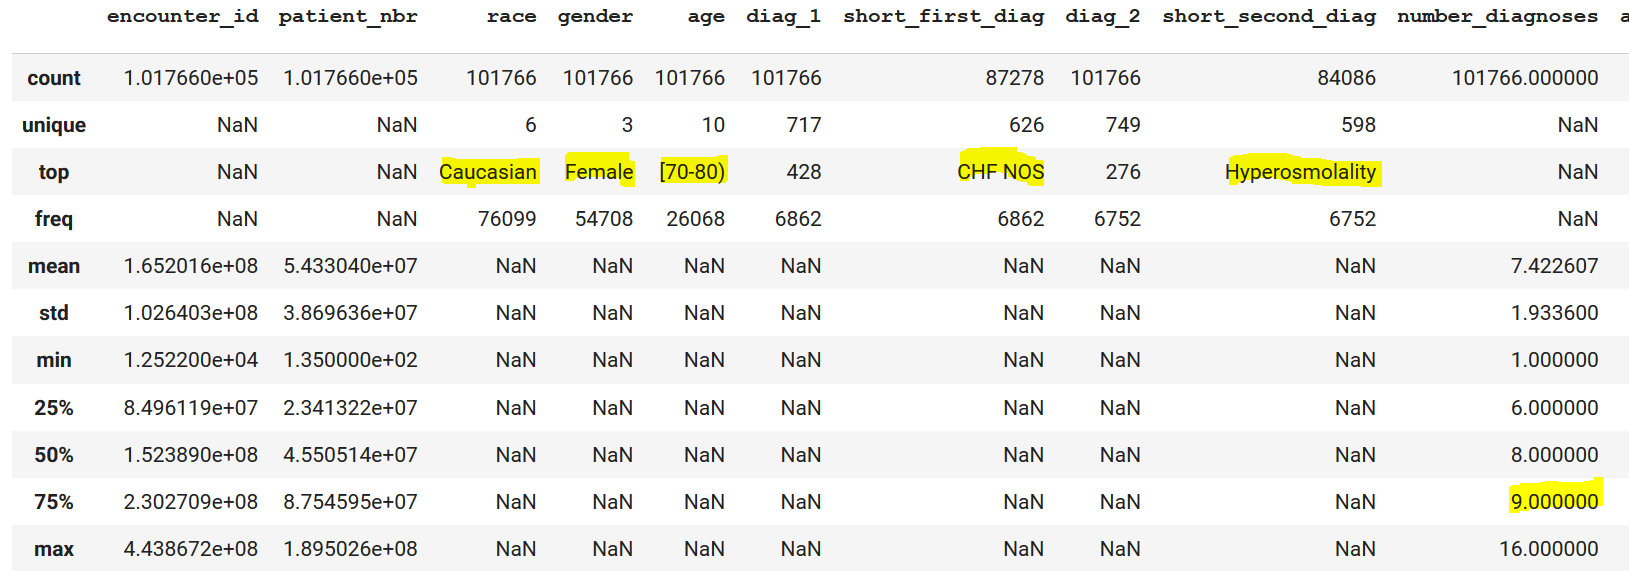 encounter_id patient_nbr race gender age diag_1 short_first_diag diag_2 short_second_diag number_diagnoses
count 1.017660e+05 1.017660e+05 101766 101766 101766 101766 87278 101766 84086 101766.000000
unique NaN NaN 6 3 10 717 626 749 598 NaN
top NaN NaN Caucasian Female [70-80) 428 CHF NOS 276 Hyperosmolality NaN
freq NaN NaN 76099 54708 26068 6862 6862 6752 6752 NaN
mean 1.652016e+08 5.433040e+07 NaN NaN NaN NaN NaN NaN NaN 7.422607
std 1.026403e+08 3.869636e+07 NaN NaN NaN NaN NaN NaN NaN 1.933600
min 1.252200e+04 1.350000e+02 NaN NaN NaN NaN NaN NaN NaN 1.000000
25% 8.496119e+07 2.341322e+07 NaN NaN NaN NaN NaN NaN NaN 6.000000
50% 1.523890e+08 4.550514e+07 NaN NaN NaN NaN NaN NaN NaN 8.000000
75% 2.302709e+08 8.754595e+07 NaN NaN NaN NaN NaN NaN NaN 9.000000
max 4.438672e+08 1.895026e+08 NaN NaN NaN NaN NaN NaN NaN 16.000000